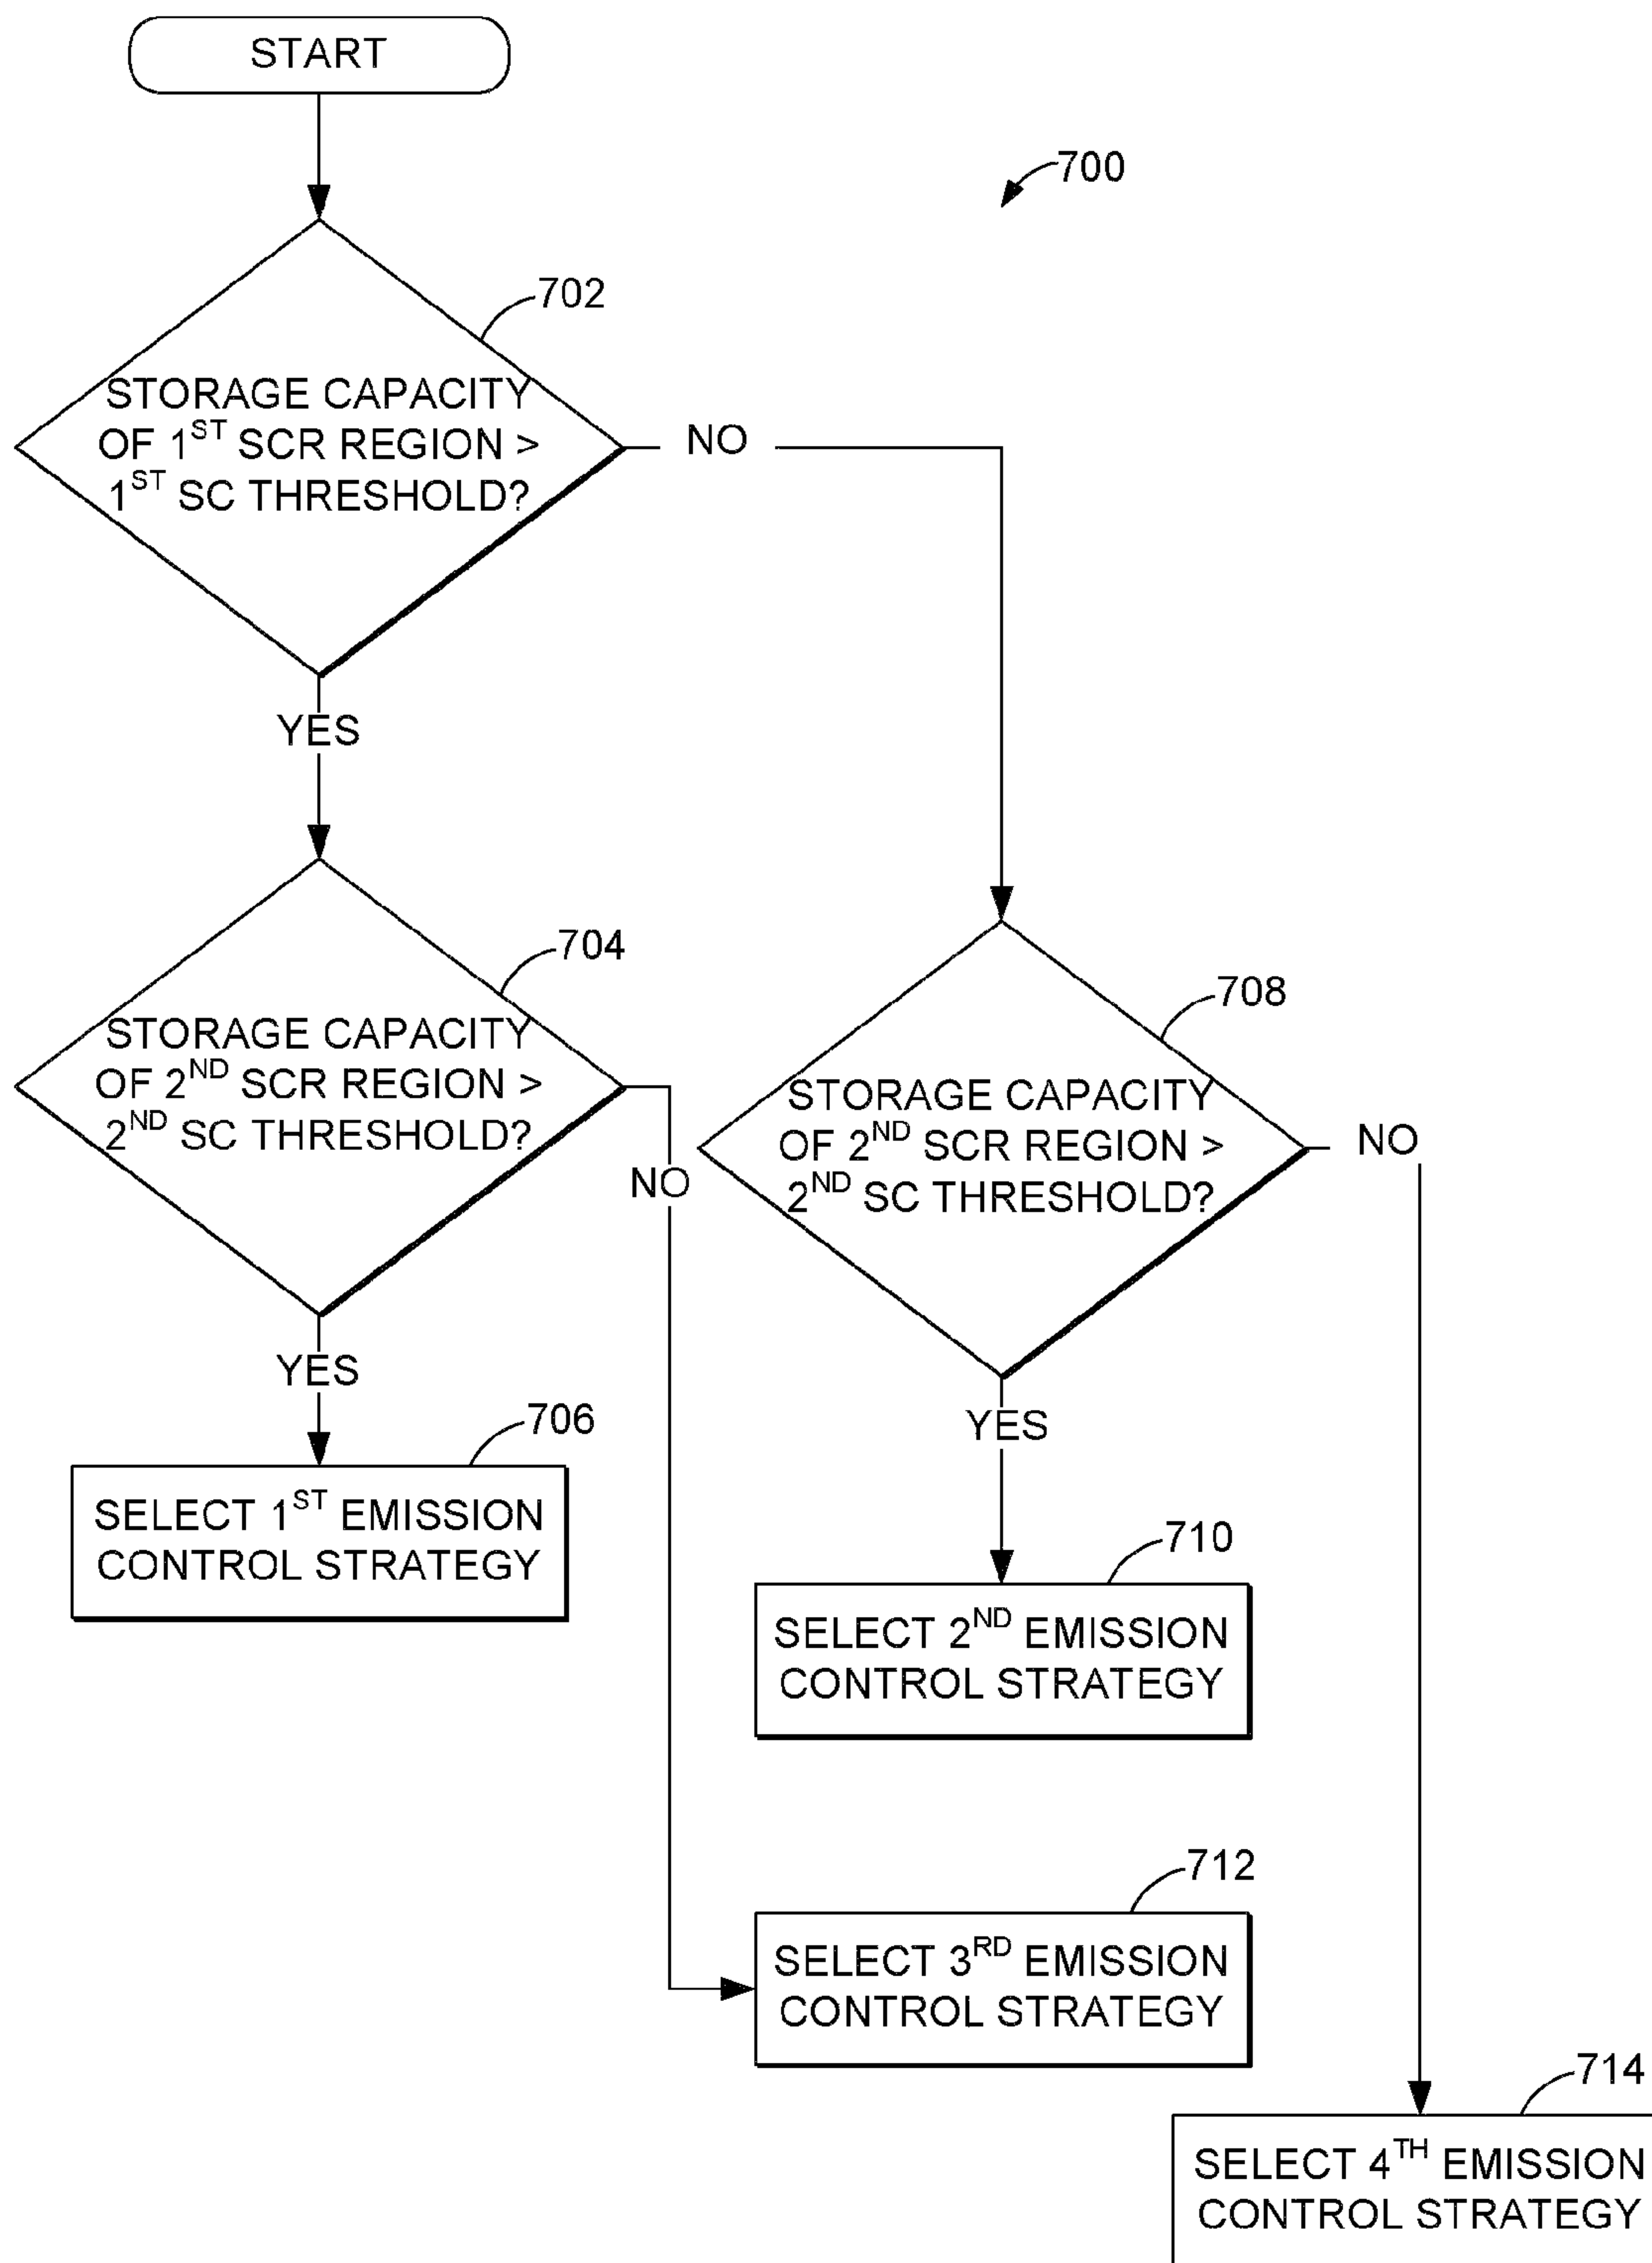 START
700
702
STORAGE CAPACITY
OF 1ST SCR REGION >
1ST SC THRESHOLD?
NO
YES
704
STORAGE CAPACITY
OF 2ND SCR REGION >
2ND SC THRESHOLD?
NO
YES
708
STORAGE CAPACITY
OF 2ND SCR REGION >
2ND SC THRESHOLD?
NO
YES
706
SELECT 1ST EMISSION
CONTROL STRATEGY
710
SELECT 2ND EMISSION
CONTROL STRATEGY
712
SELECT 3RD EMISSION
CONTROL STRATEGY
714
SELECT 4TH EMISSION
CONTROL STRATEGY